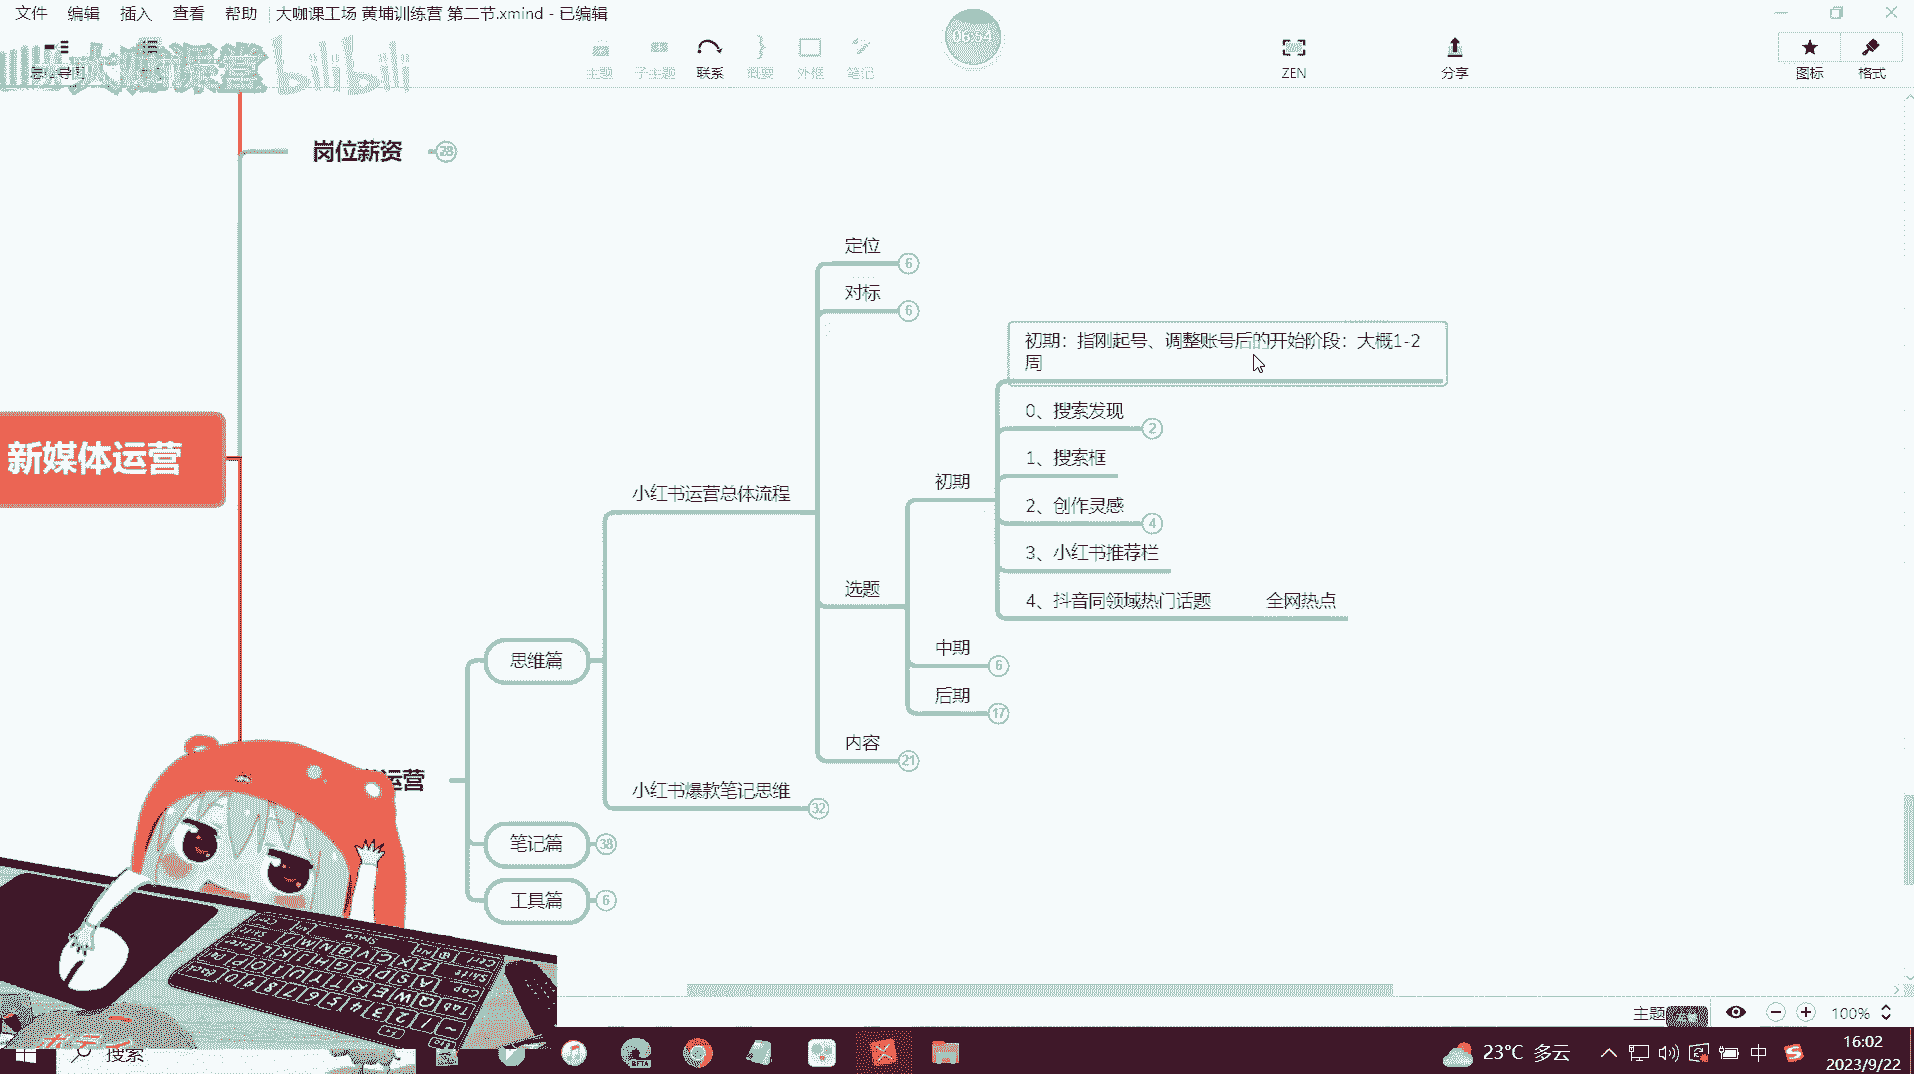 文件 编辑 插入 查看 帮助 大咖课工场 黄埔训练营 第二节.xmind - 已编辑
大咖课堂 bilibili
主题 子主题 联系 概要 外框 笔记
06:54
ZEN 分享 图标 格式
岗位薪资 28
定位 6
对标 6
初期：指刚起号、调整账号后的开始阶段：大概1-2
周
0、搜索发现 2
1、搜索框
新媒体运营
初期
小红书运营总体流程
2、创作灵感 4
3、小红书推荐栏
选题
4、抖音同领域热门话题 全网热点
中期 6
思维篇
后期 17
内容 21
运营
小红书爆款笔记思维 32
笔记篇 38
工具篇 6
主题
100%
搜索
BETA
23°C 多云
中
16:02
2023/9/22